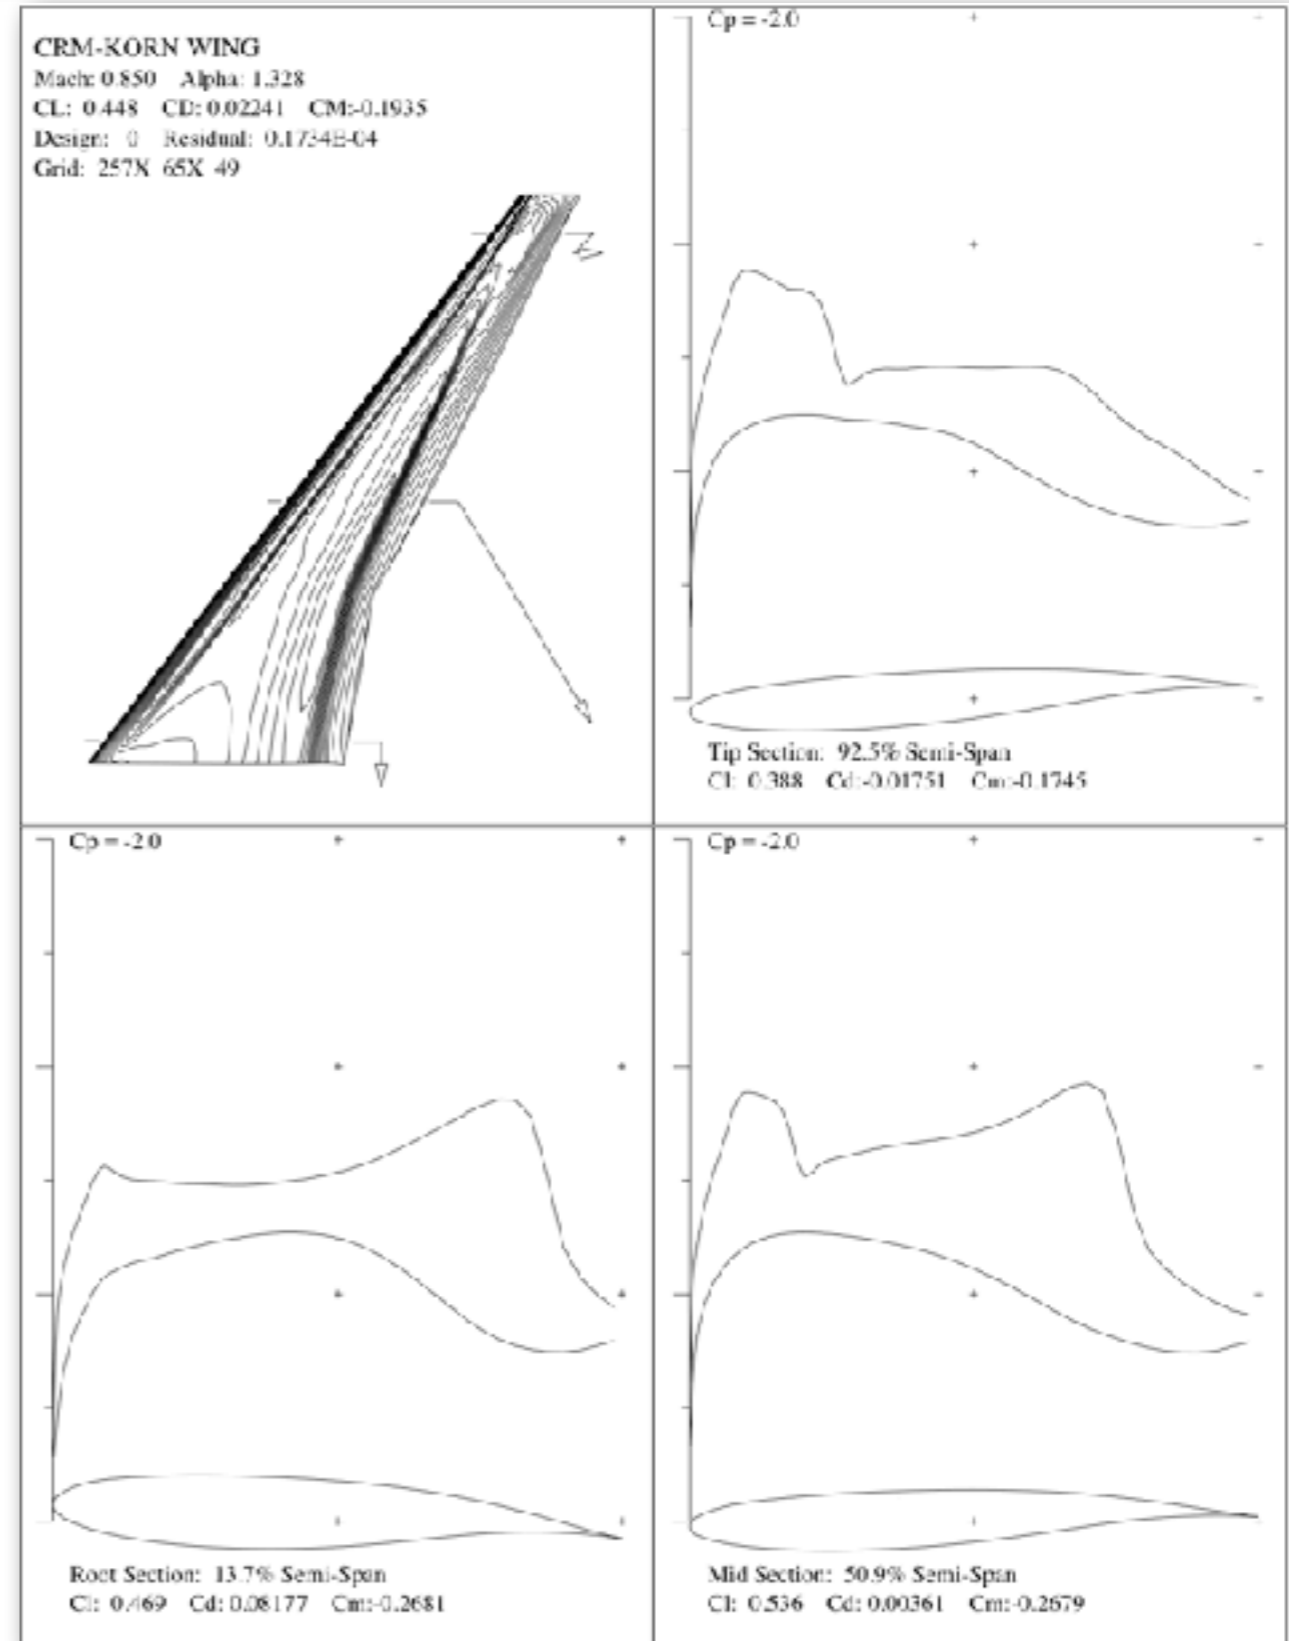 CRM-KORN WING
Mach: 0.850 Alpha: 1.328
CL: 0.448 CD: 0.02241 CM:-0.1935
Design: 0 Residual: 0.1734E-04
Grid: 257X 65X 49
Cp = -2.0
Tip Section: 92.5% Semi-Span
Cl: 0.388 Cd:-0.01751 Cm:-0.1745
Cp = -2.0
Root Section: 13.7% Semi-Span
Cl: 0.469 Cd: 0.08177 Cm:-0.2681
Cp = -2.0
Mid Section: 50.9% Semi-Span
Cl: 0.536 Cd: 0.00361 Cm:-0.2679